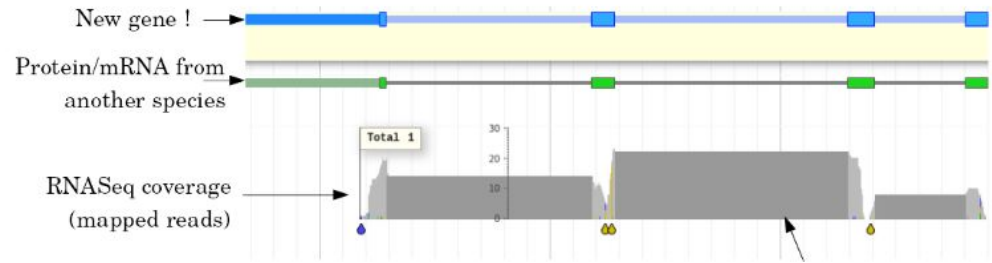 New gene !
Protein/mRNA from
another species
Total 1
30
20
10
0
RNASeq coverage
(mapped reads)